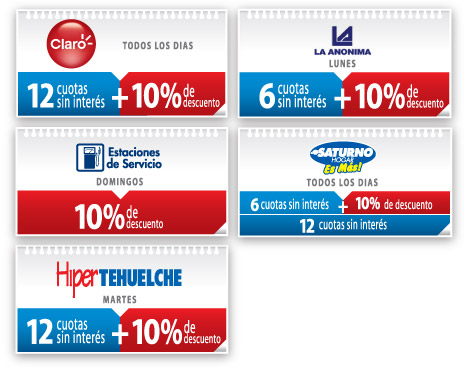 Claro
TODOS LOS DIAS
12 cuotas sin interés + 10% de descuento
LA ANONIMA
LUNES
6 cuotas sin interés + 10% de descuento
Estaciones
de Servicio
DOMINGOS
10% de descuento
SATURNO
HOGAR
Es Más!
TODOS LOS DIAS
6 cuotas sin interés + 10% de descuento
12 cuotas sin interés
HiperTEHUELCHE
MARTES
12 cuotas sin interés + 10% de descuento